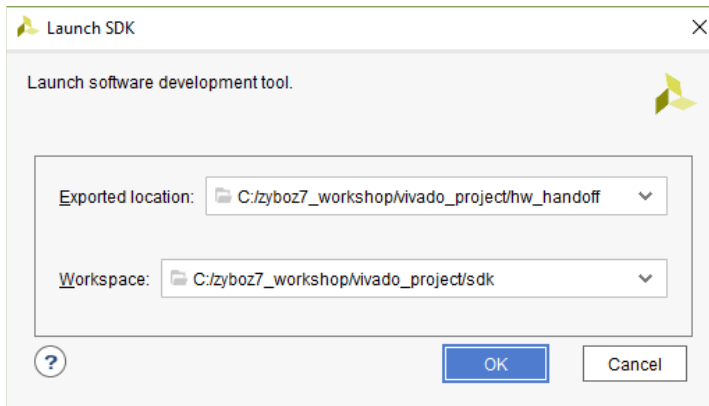 Launch SDK
Launch software development tool.
Exported location: C:/zyboz7_workshop/vivado_project/hw_handoff
Workspace: C:/zyboz7_workshop/vivado_project/sdk
? OK Cancel